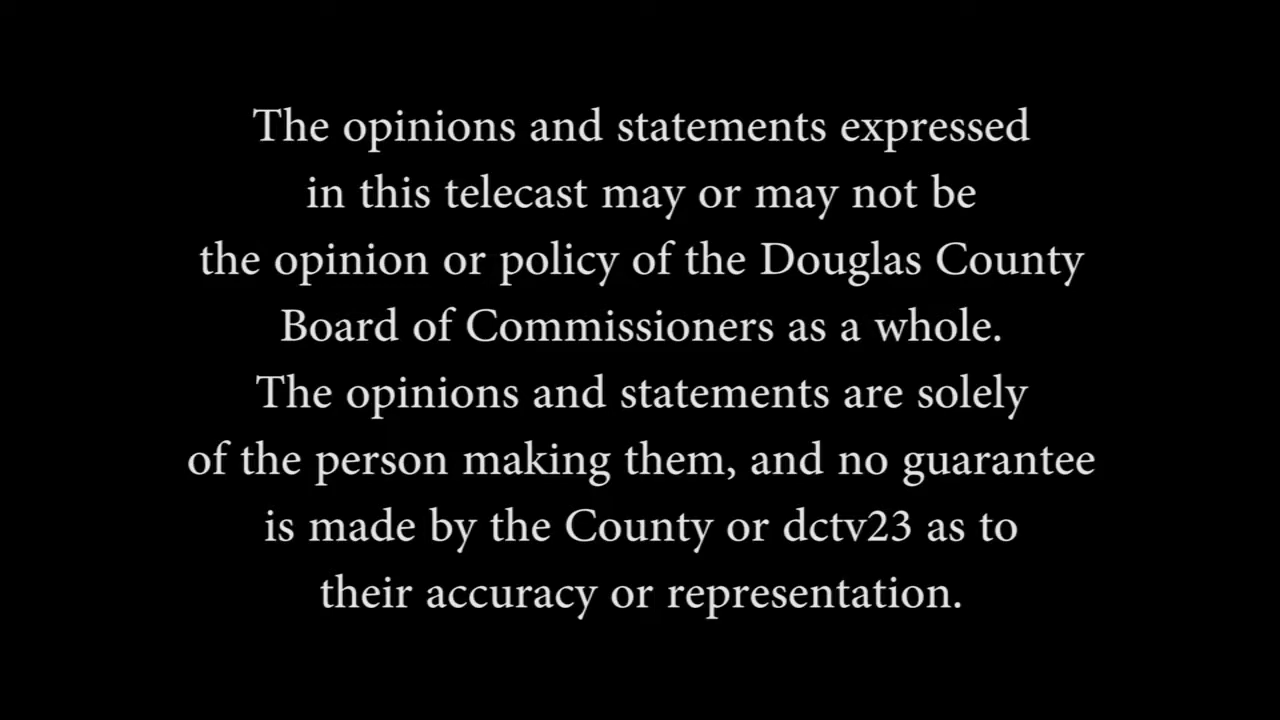 The opinions and statements expressed
in this telecast may or may not be
the opinion or policy of the Douglas County
Board of Commissioners as a whole.
The opinions and statements are solely
of the person making them, and no guarantee
is made by the County or dctv23 as to
their accuracy or representation.